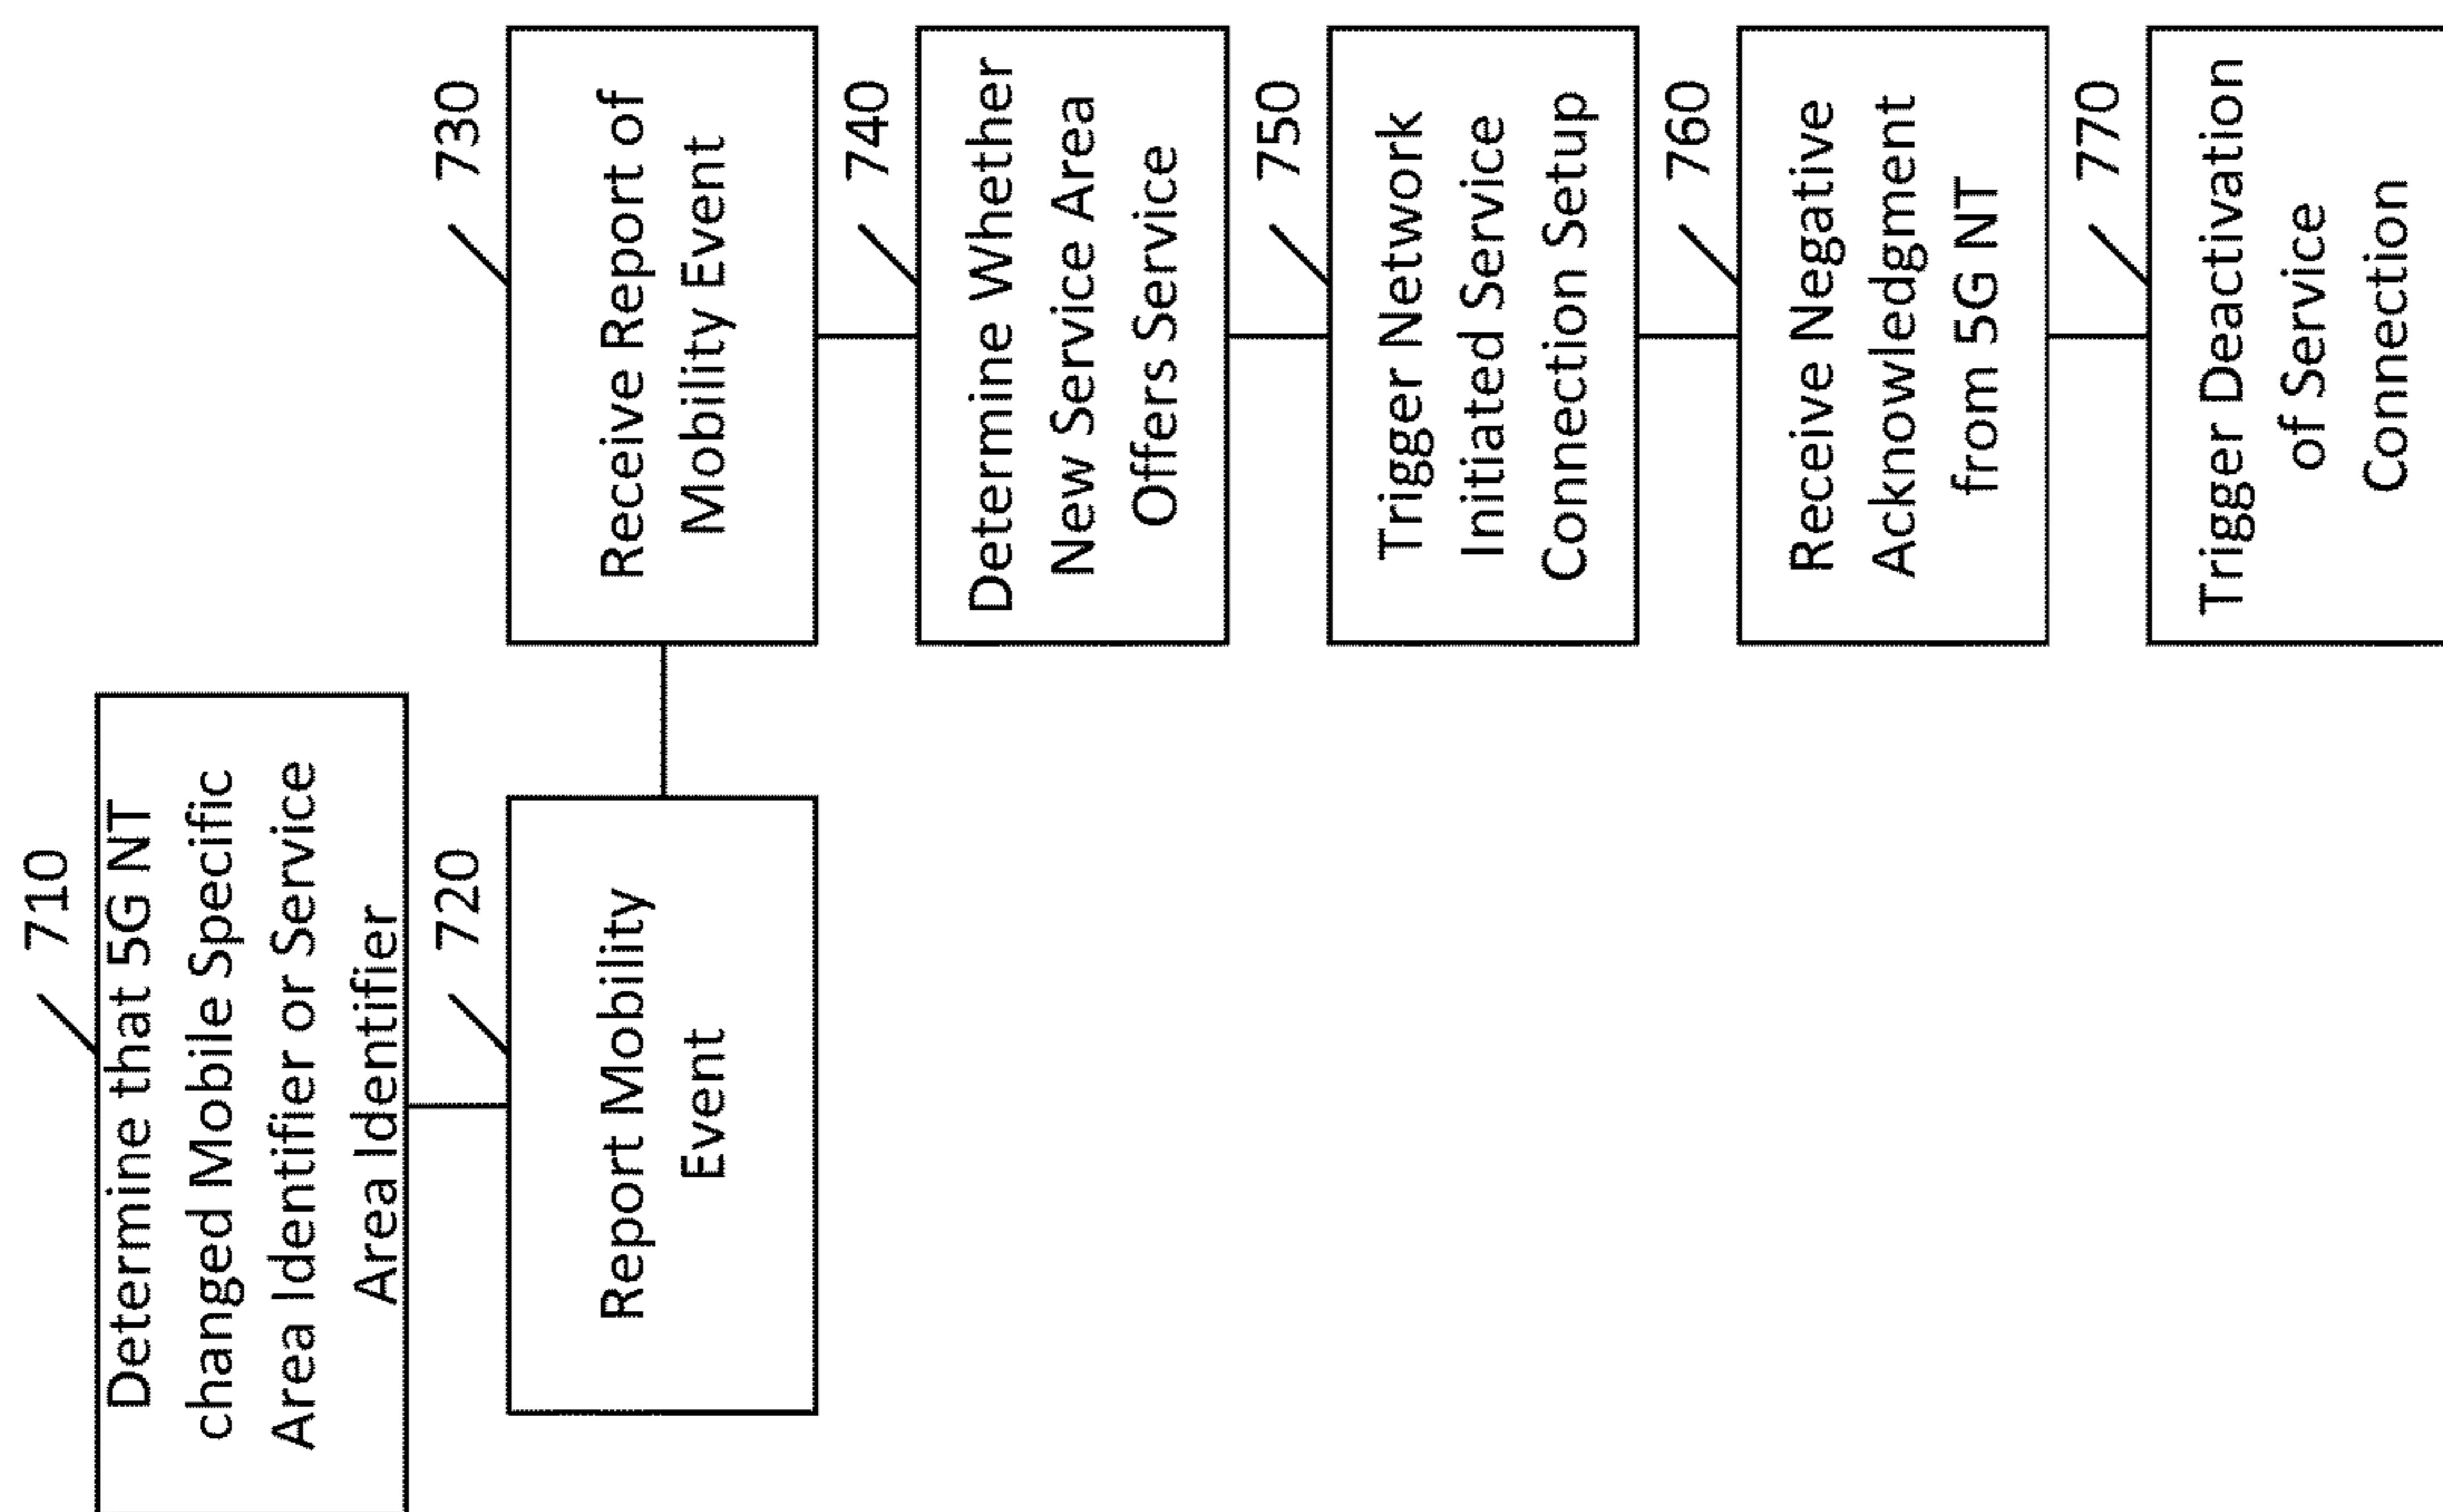 710
Determine that 5G NT
changed Mobile Specific
Area Identifier or Service
Area Identifier
720
Report Mobility
Event
730
Receive Report of
Mobility Event
740
Determine Whether
New Service Area
Offers Service
750
Trigger Network
Initiated Service
Connection Setup
760
Receive Negative
Acknowledgment
from 5G NT
770
Trigger Deactivation
of Service
Connection